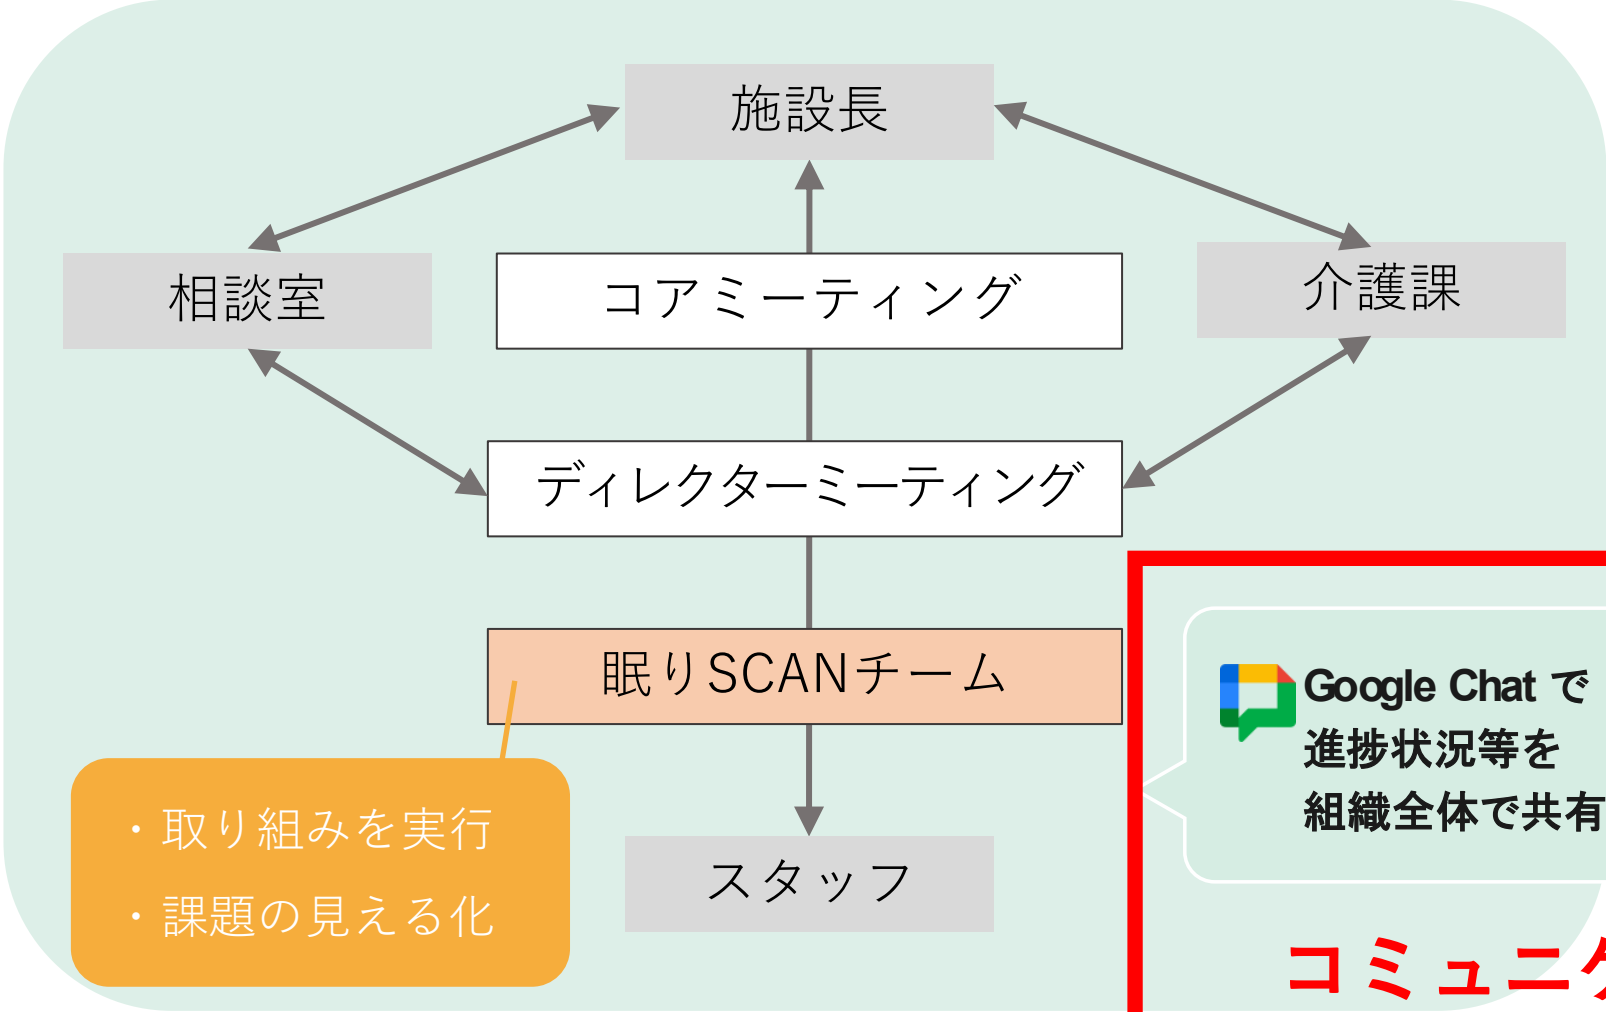 施設長
相談室
コアミーティング
介護課
ディレクターミーティング
眠りSCANチーム
Google Chat で
進捗状況等を
組織全体で共有
・取り組みを実行
・課題の見える化
スタッフ
コミュニケ